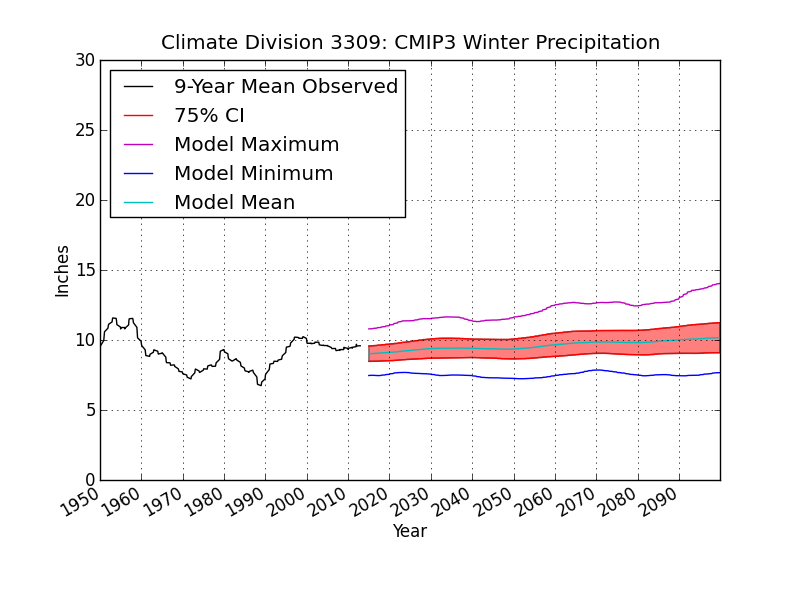 Climate Division 3309: CMIP3 Winter Precipitation
30
25
20
15
10
5
0
Inches
9-Year Mean Observed
75% CI
Model Maximum
Model Minimum
Model Mean
1950 1960 1970 1980 1990 2000 2010 2020 2030 2040 2050 2060 2070 2080 2090
Year